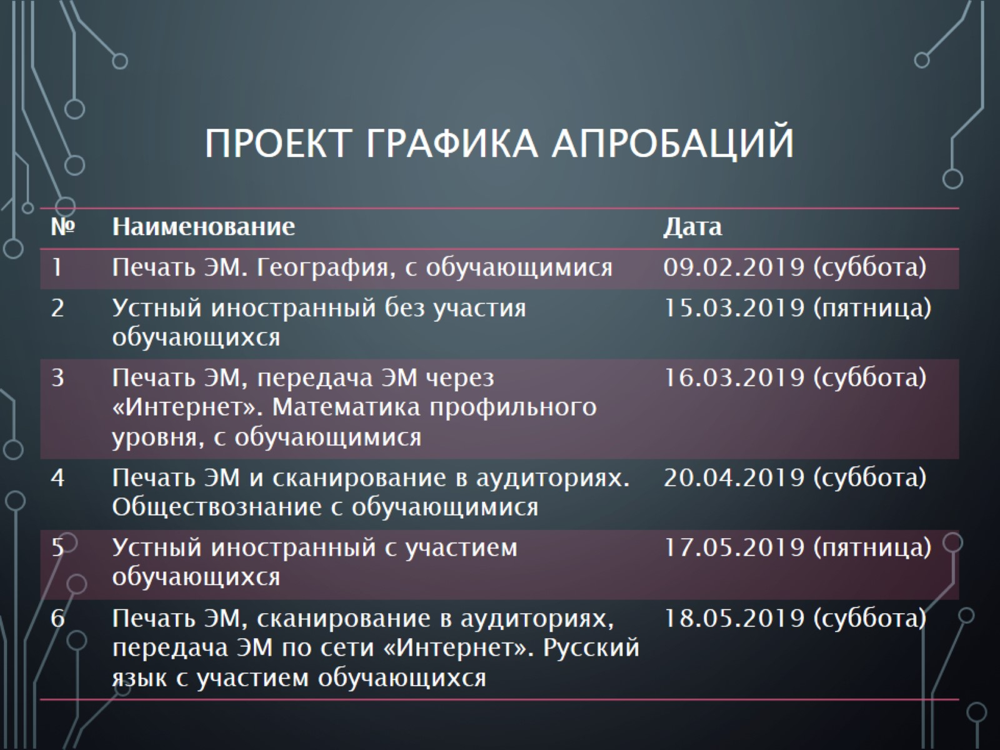 ПРОЕКТ ГРАФИКА АПРОБАЦИЙ
№ Наименование Дата
1 Печать ЭМ. География, с обучающимися 09.02.2019 (суббота)
2 Устный иностранный без участия 15.03.2019 (пятница)
обучающихся
3 Печать ЭМ, передача ЭМ через 16.03.2019 (суббота)
«Интернет». Математика профильного
уровня, с обучающимися
4 Печать ЭМ и сканирование в аудиториях. 20.04.2019 (суббота)
Обществознание с обучающимися
5 Устный иностранный с участием 17.05.2019 (пятница)
обучающихся
6 Печать ЭМ, сканирование в аудиториях, 18.05.2019 (суббота)
передача ЭМ по сети «Интернет». Русский
язык с участием обучающихся